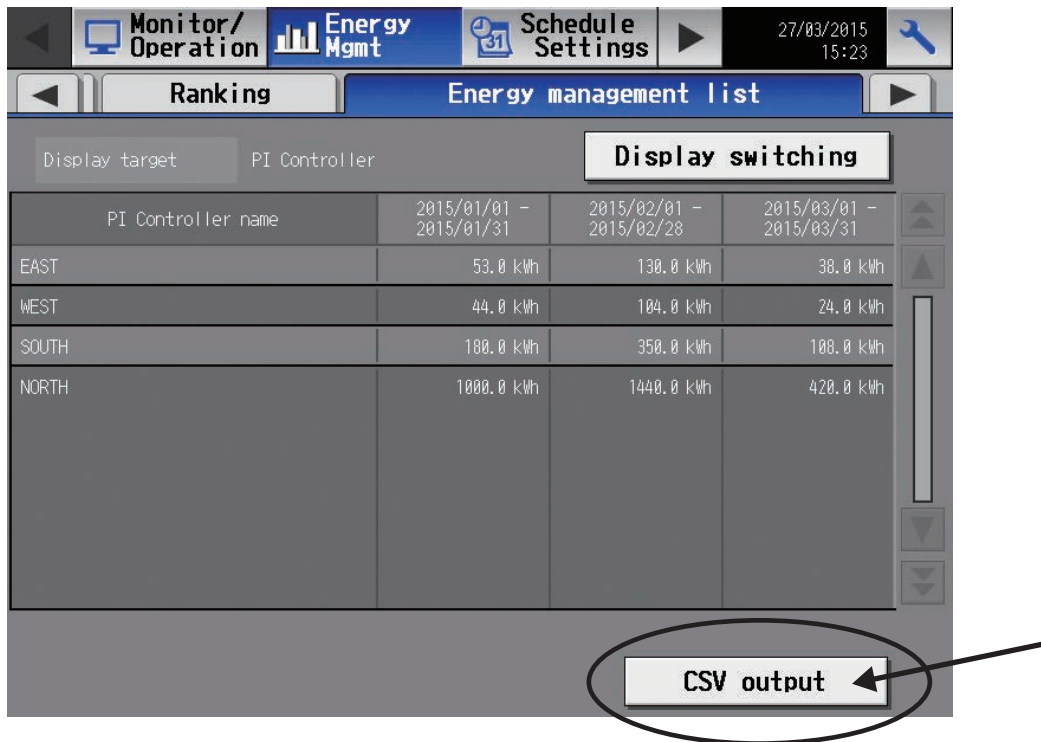 Monitor/
Operation
Energy
Mgmt
31
Schedule
Settings
27/03/2015
15:23
Ranking
Energy management list
Display target PI Controller
Display switching
PI Controller name 2015/01/01 - 2015/02/01 - 2015/03/01 -
2015/01/31 2015/02/28 2015/03/31
EAST 53.0 kWh 130.0 kWh 38.0 kWh
WEST 44.0 kWh 104.0 kWh 24.0 kWh
SOUTH 180.0 kWh 350.0 kWh 108.0 kWh
NORTH 1000.0 kWh 1440.0 kWh 420.0 kWh
CSV output